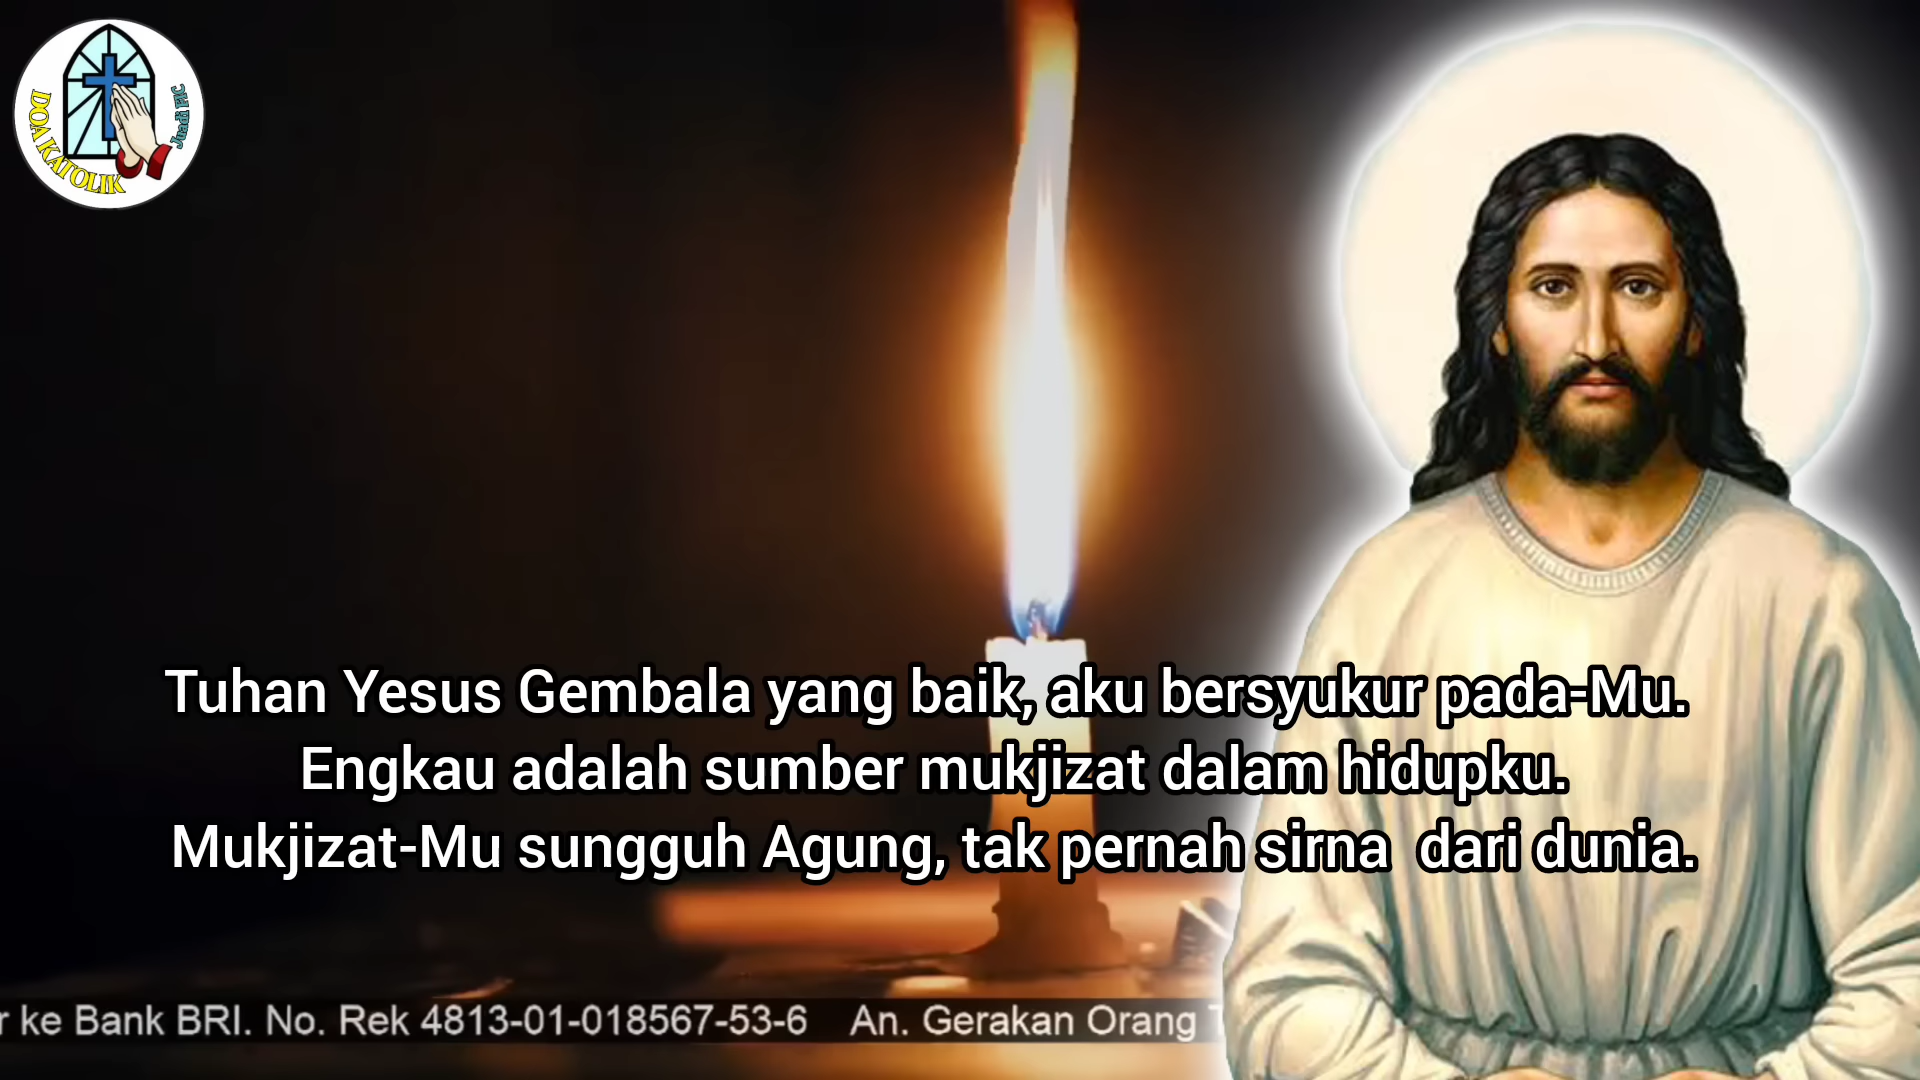 DOA KATOLIK
Juadi FIC
Tuhan Yesus Gembala yang baik, aku bersyukur pada-Mu.
Engkau adalah sumber mukjizat dalam hidupku.
Mukjizat-Mu sungguh Agung, tak pernah sirna dari dunia.
ke Bank BRI. No. Rek 4813-01-018567-53-6 An. Gerakan Orang